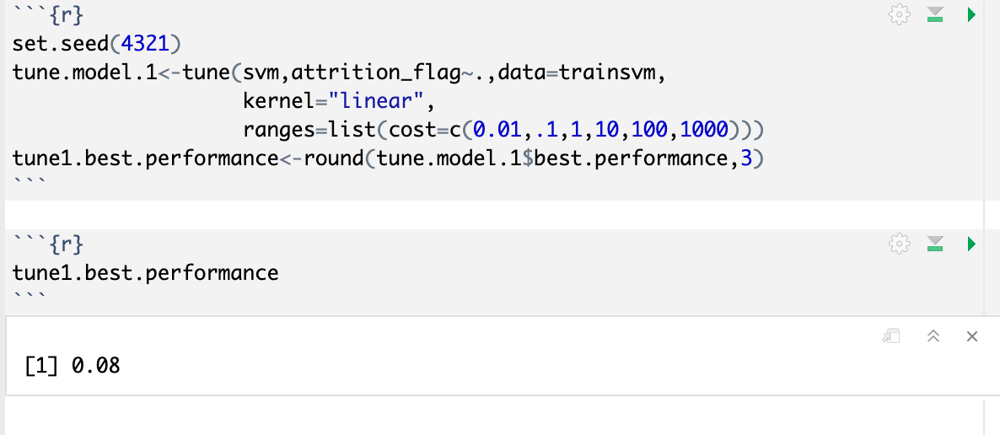 ```{r}
set.seed(4321)
tune.model.1<-tune(svm,attrition_flag~.,data=trainsvm,
                   kernel="linear",
                   ranges=list(cost=c(0.01,.1,1,10,100,1000)))
tune1.best.performance<-round(tune.model.1$best.performance,3)
```
```{r}
tune1.best.performance
```
[1] 0.08